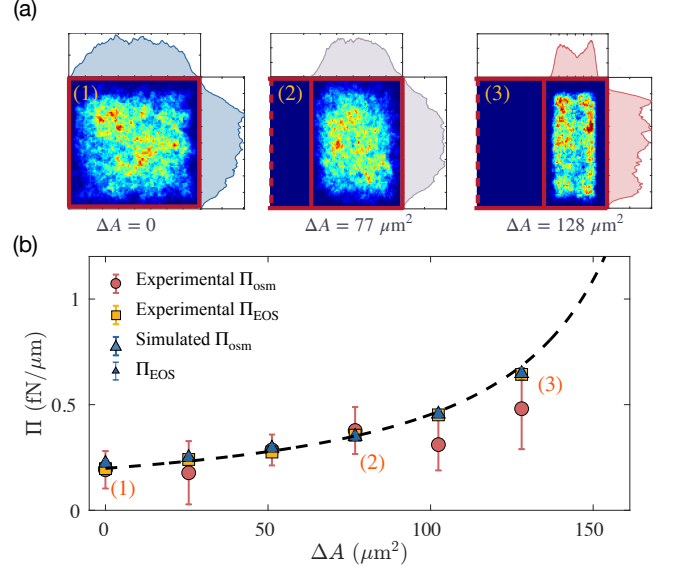 (a)
(1)
(2)
(3)
ΔA = 0
ΔA = 77 μm²
ΔA = 128 μm²
(b)
Experimental Π_osm
Experimental Π_EOS
Simulated Π_osm
Π_EOS
1
0.5
0
Π (fN/μm)
(1)
(2)
(3)
0
50
100
150
ΔA (μm²)